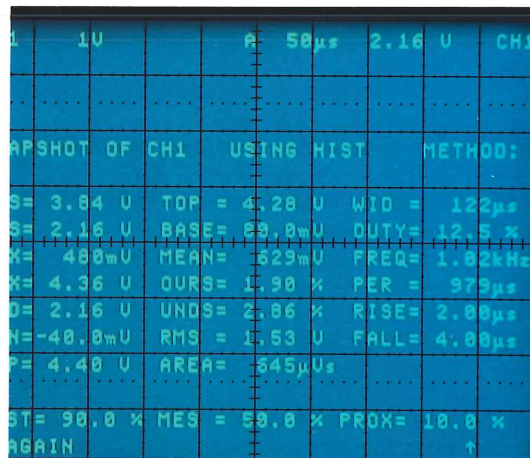 1V A 50µs 2.16 V CH1
APSHOT OF CH1 USING HIST METHOD:
S= 3.84 V TOP = 4.28 V WID = 122µs
S= 2.16 V BASE= 80.0mV DUTY= 12.5 %
X= 480mV MEAN= 629mV FREQ= 1.02kHz
X= 4.36 V OVRS= 1.90 % PER = 979µs
D= 2.16 V UNDS= 2.86 % RISE= 2.00µs
N=-40.0mV RMS = 1.53 V FALL= 4.00µs
P= 4.40 V AREA= 645µVs
ST= 90.0 % MES = 50.0 % PROX= 10.0 %
AGAIN ↑